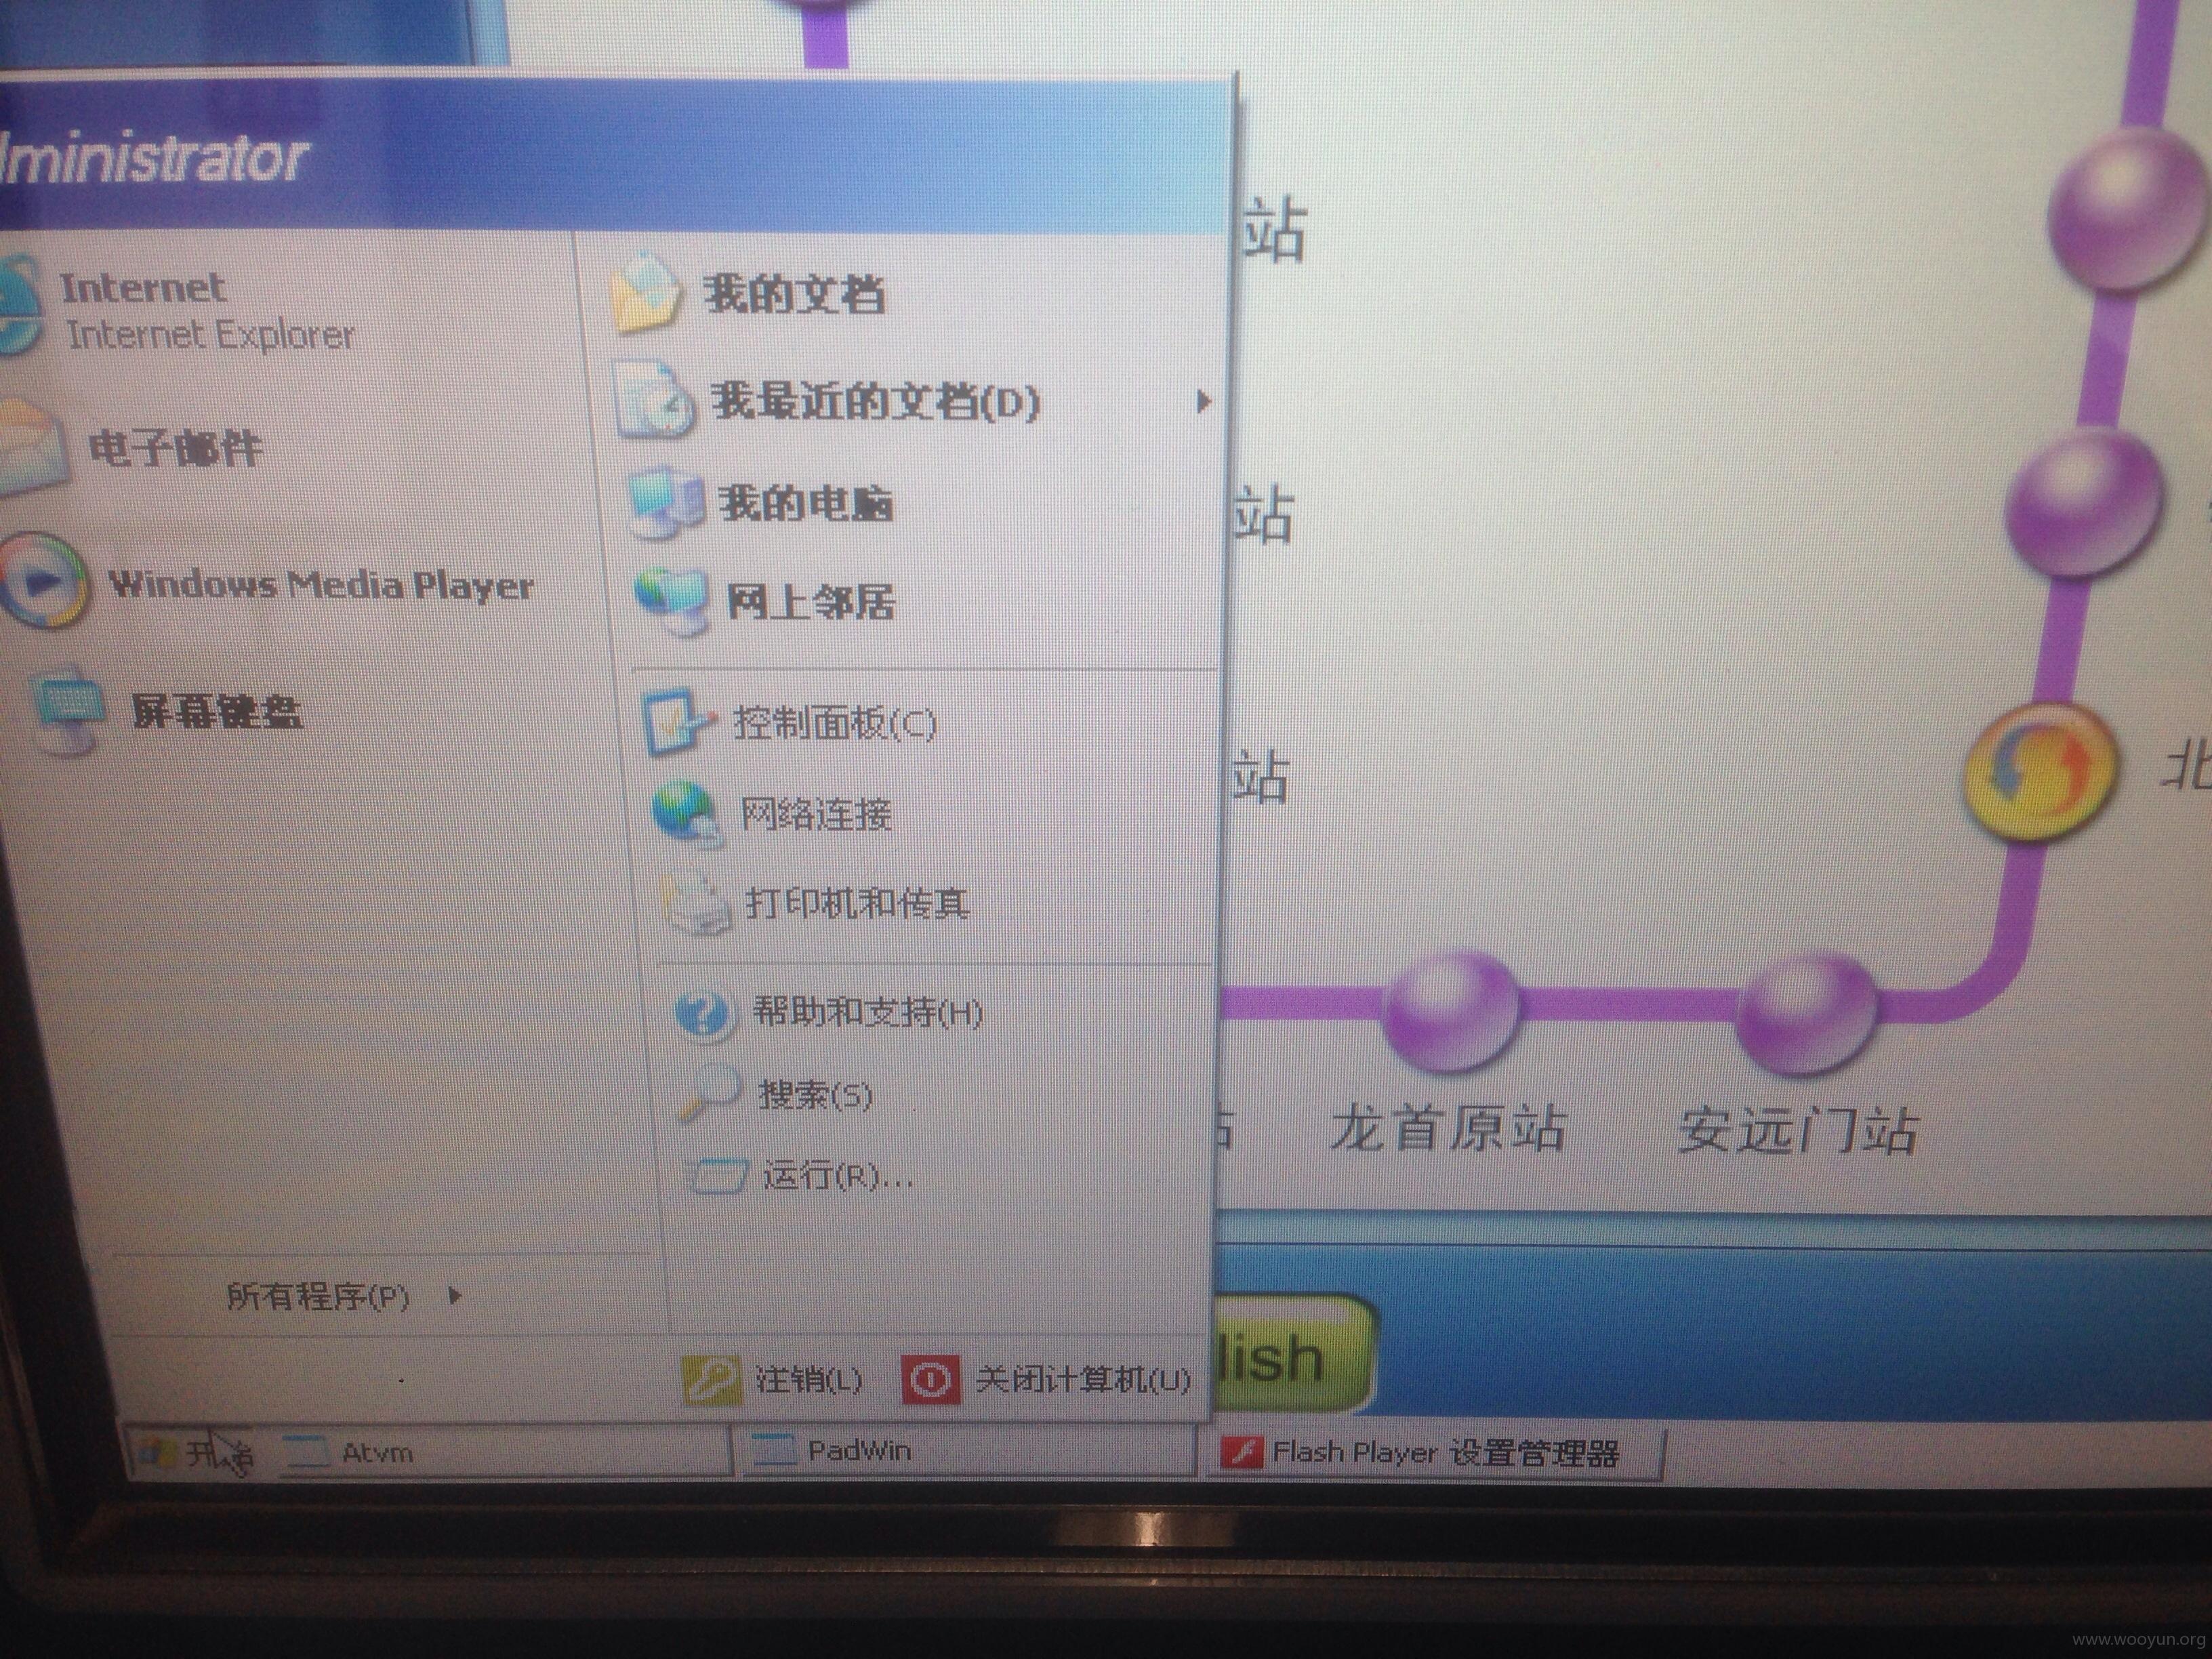 dministrator
Internet
Internet Explorer
电子邮件
Windows Media Player
屏幕键盘
所有程序(P)
我的文档
我最近的文档(D)
我的电脑
网上邻居
控制面板(C)
网络连接
打印机和传真
帮助和支持(H)
搜索(S)
运行(R)...
注销(L)
关闭计算机(U)
站
站
站
北
站
龙首原站
安远门站
lish
开始
Atvm
PadWin
Flash Player 设置管理器
www.wooyun.org